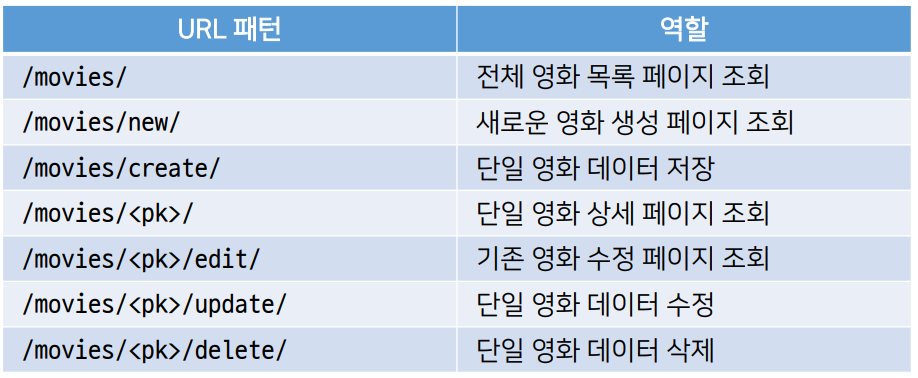 URL 패턴 역할
/movies/ 전체 영화 목록 페이지 조회
/movies/new/ 새로운 영화 생성 페이지 조회
/movies/create/ 단일 영화 데이터 저장
/movies/<pk>/ 단일 영화 상세 페이지 조회
/movies/<pk>/edit/ 기존 영화 수정 페이지 조회
/movies/<pk>/update/ 단일 영화 데이터 수정
/movies/<pk>/delete/ 단일 영화 데이터 삭제